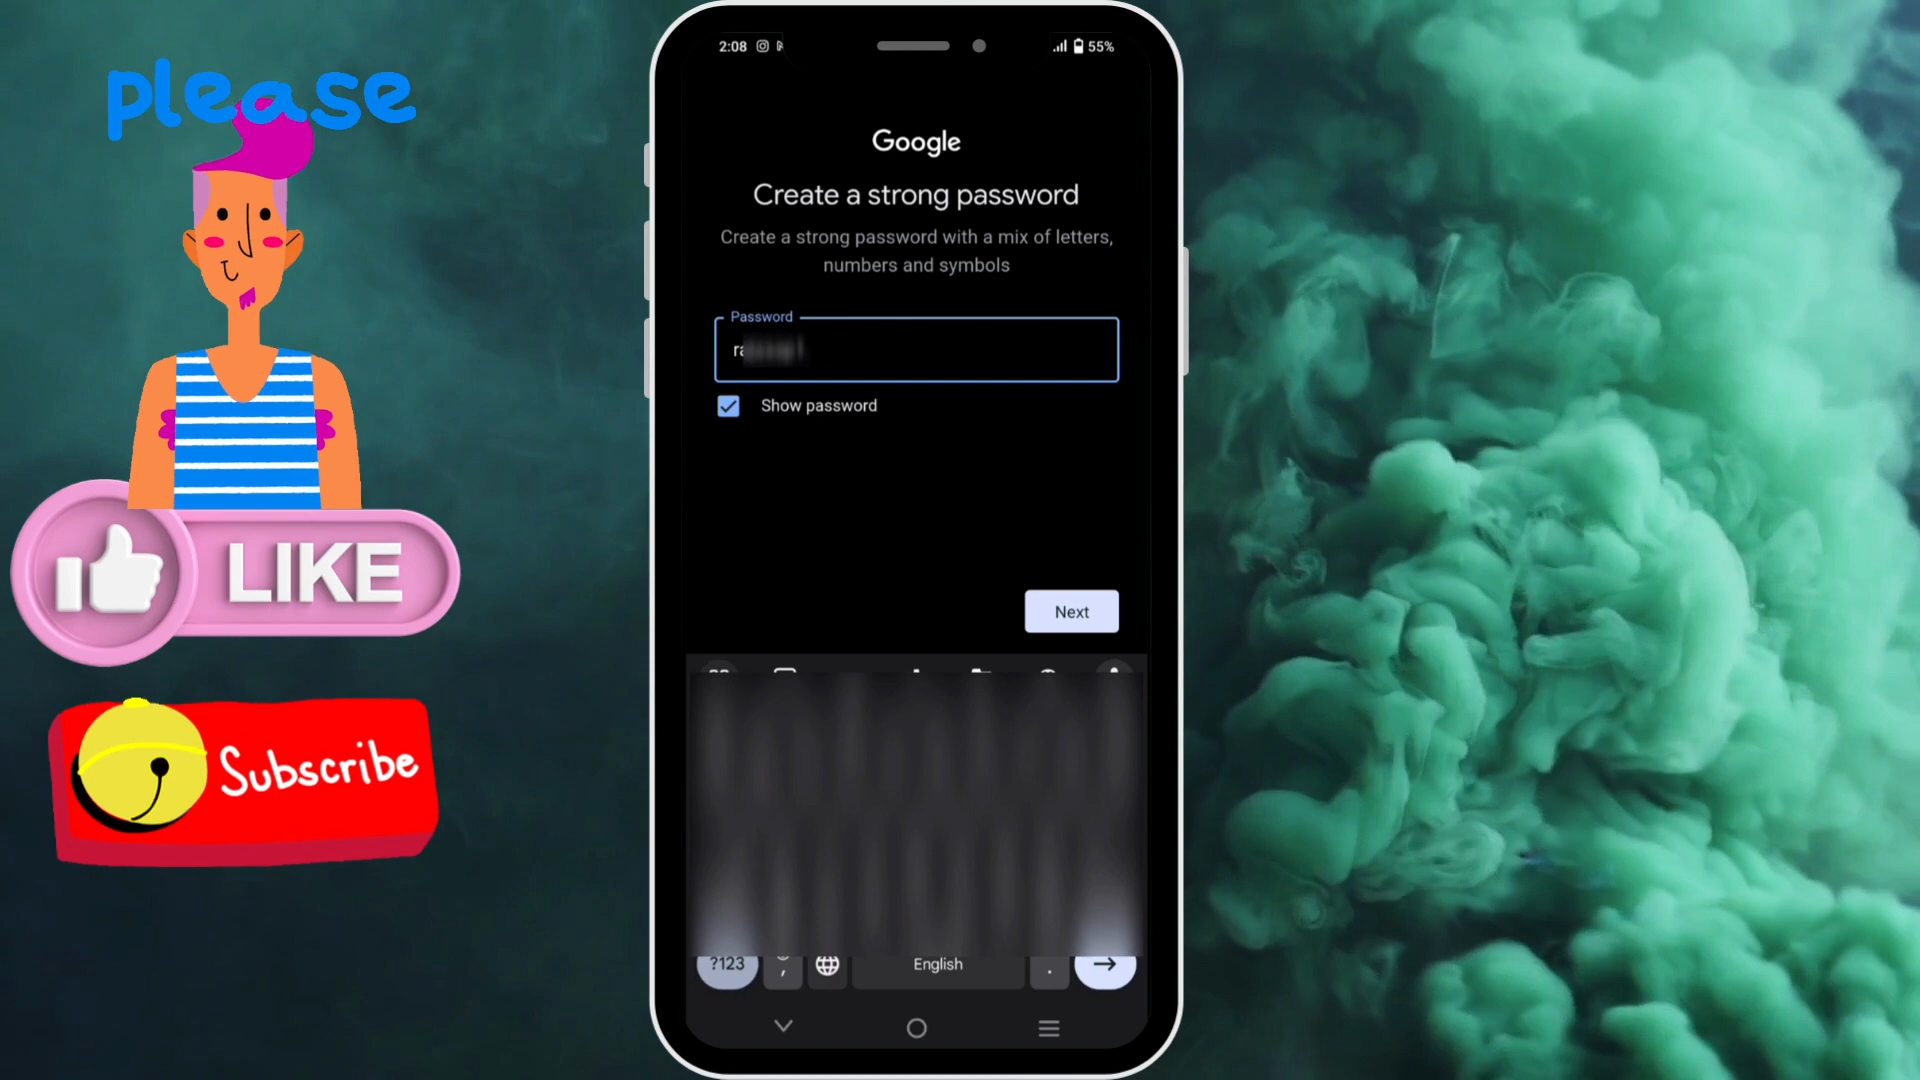 please
LIKE
Subscribe
2:08
55%
Google
Create a strong password
Create a strong password with a mix of letters,
numbers and symbols
Password
ra
Show password
Next
?123
,
English
.